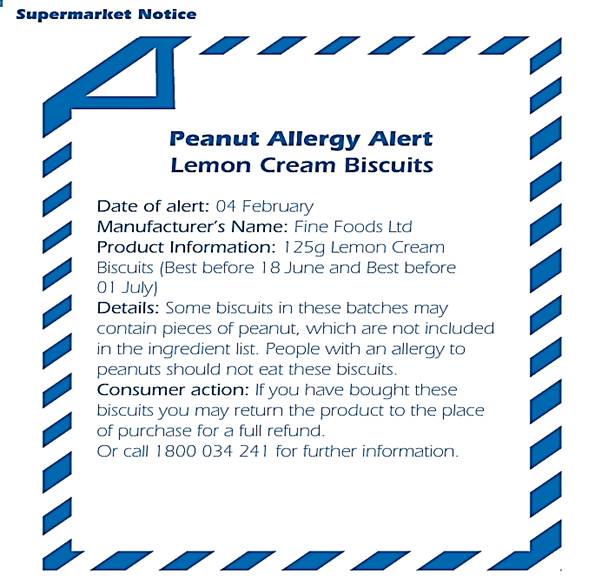 Supermarket Notice
Peanut Allergy Alert
Lemon Cream Biscuits
Date of alert: 04 February
Manufacturer's Name: Fine Foods Ltd
Product Information: 125g Lemon Cream
Biscuits (Best before 18 June and Best before
01 July)
Details: Some biscuits in these batches may
contain pieces of peanut, which are not included
in the ingredient list. People with an allergy to
peanuts should not eat these biscuits.
Consumer action: If you have bought these
biscuits you may return the product to the place
of purchase for a full refund.
Or call 1800 034 241 for further information.